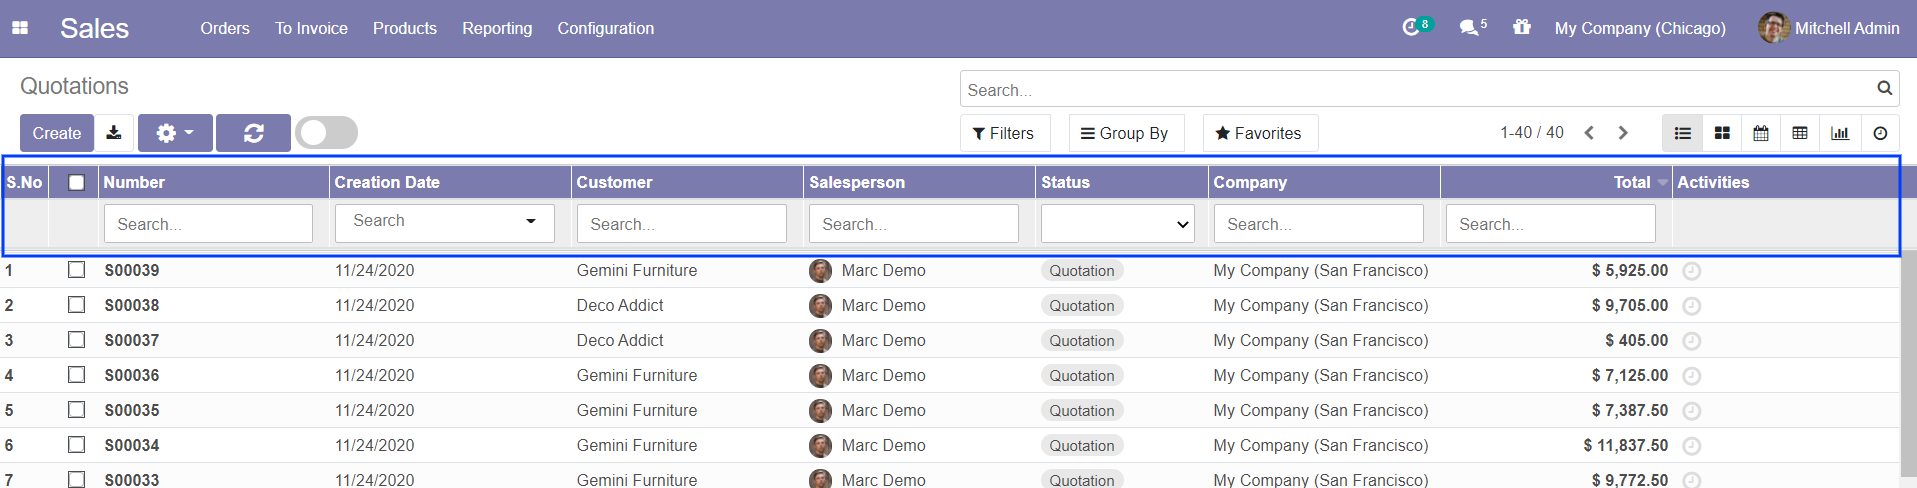 Sales Orders To Invoice Products Reporting Configuration 8 5 My Company (Chicago) Mitchell Admin
Quotations Search...
Create Filters Group By Favorites 1-40 / 40
S.No Number Creation Date Customer Salesperson Status Company Total Activities
Search... Search Search... Search... Search... Search...
1 S00039 11/24/2020 Gemini Furniture Marc Demo Quotation My Company (San Francisco) $ 5,925.00
2 S00038 11/24/2020 Deco Addict Marc Demo Quotation My Company (San Francisco) $ 9,705.00
3 S00037 11/24/2020 Deco Addict Marc Demo Quotation My Company (San Francisco) $ 405.00
4 S00036 11/24/2020 Gemini Furniture Marc Demo Quotation My Company (San Francisco) $ 7,125.00
5 S00035 11/24/2020 Gemini Furniture Marc Demo Quotation My Company (San Francisco) $ 7,387.50
6 S00034 11/24/2020 Gemini Furniture Marc Demo Quotation My Company (San Francisco) $ 11,837.50
7 S00033 11/24/2020 Gemini Furniture Marc Demo Quotation My Company (San Francisco) $ 9,772.50